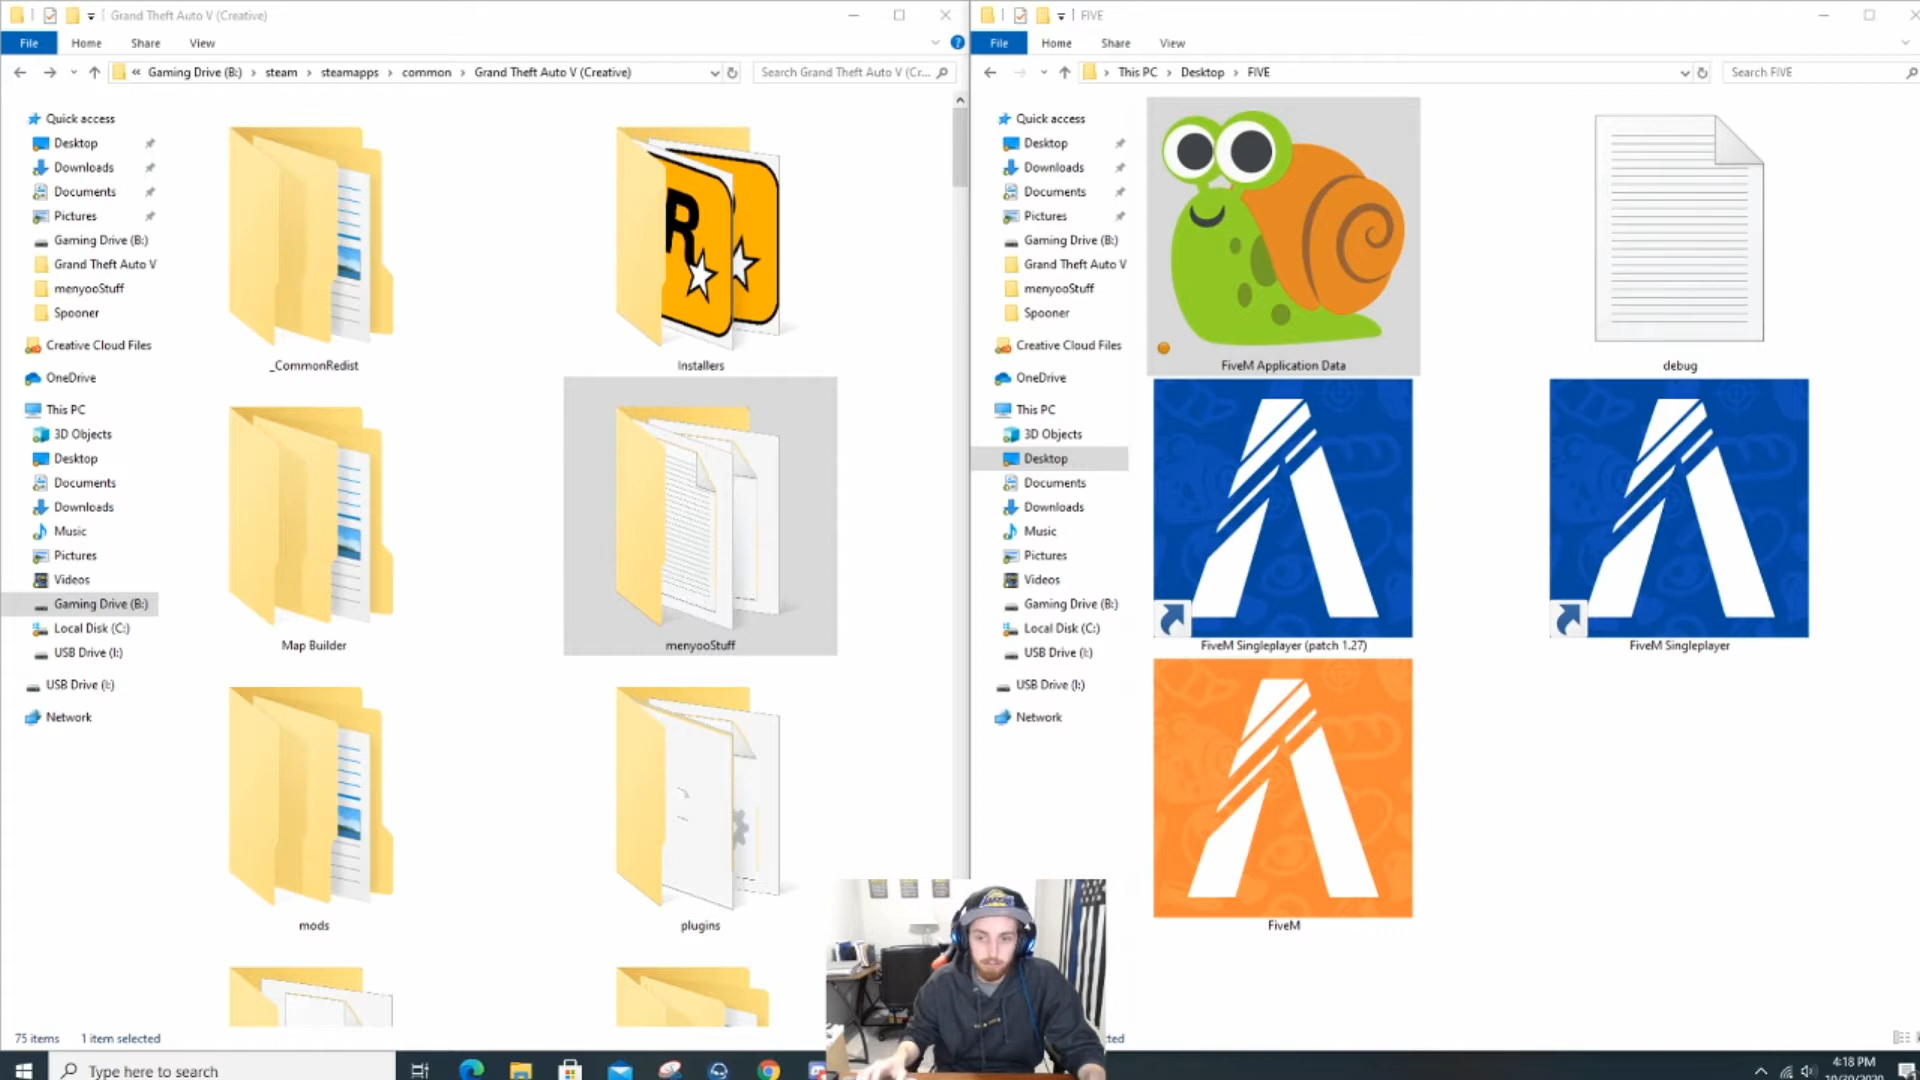 Grand Theft Auto V (Creative)
File Home Share View
« Gaming Drive (B:) > steam > steamapps > common > Grand Theft Auto V (Creative)
Search Grand Theft Auto V (Cr...
Quick access
Desktop
Downloads
Documents
Pictures
Gaming Drive (B:)
Grand Theft Auto V
menyooStuff
Spooner
Creative Cloud Files
OneDrive
This PC
3D Objects
Desktop
Documents
Downloads
Music
Pictures
Videos
Gaming Drive (B:)
Local Disk (C:)
USB Drive (I:)
USB Drive (I:)
Network
_CommonRedist
Installers
R
Map Builder
menyooStuff
mods
plugins
75 items 1 item selected
FIVE
File Home Share View
This PC > Desktop > FIVE
Search FIVE
Quick access
Desktop
Downloads
Documents
Pictures
Gaming Drive (B:)
Grand Theft Auto V
menyooStuff
Spooner
Creative Cloud Files
OneDrive
This PC
3D Objects
Desktop
Documents
Downloads
Music
Pictures
Videos
Gaming Drive (B:)
Local Disk (C:)
USB Drive (I:)
USB Drive (I:)
Network
FiveM Application Data
debug
FiveM Singleplayer (patch 1.27)
FiveM Singleplayer
FiveM
Type here to search
4:18 PM